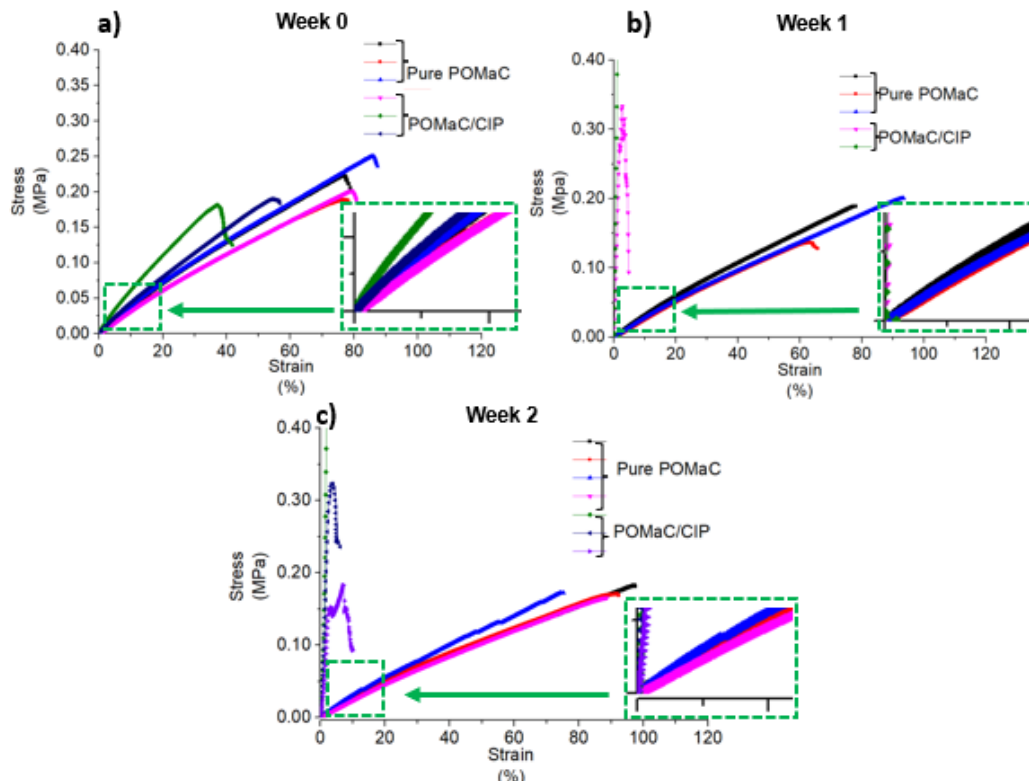 a)
Week 0
0.40
0.35
0.30
0.25
0.20
0.15
0.10
0.05
0.00
Stress
(MPa)
Pure POMaC
POMaC/CIP
0 20 40 60 80 100 120
Strain
(%)
b)
Week 1
0.40
0.30
0.20
0.10
0.00
Stress
(Mpa)
Pure POMaC
POMaC/CIP
0 20 40 60 80 100 120
Strain
(%)
c)
Week 2
0.40
0.30
0.20
0.10
0.00
Stress
(MPa)
Pure POMaC
POMaC/CIP
0 20 40 60 80 100 120
Strain
(%)